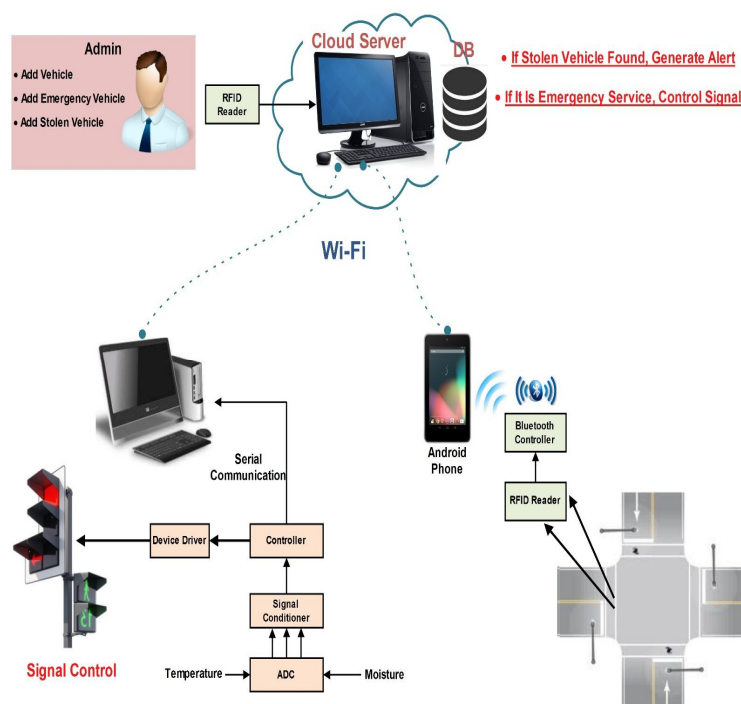 Admin
• Add Vehicle
• Add Emergency Vehicle
• Add Stolen Vehicle
RFID
Reader
Cloud Server
DB
• If Stolen Vehicle Found, Generate Alert
• If It Is Emergency Service, Control Signal
Wi-Fi
Serial
Communication
Android
Phone
Bluetooth
Controller
RFID Reader
Device Driver
Controller
Signal
Conditioner
Temperature
ADC
Moisture
Signal Control